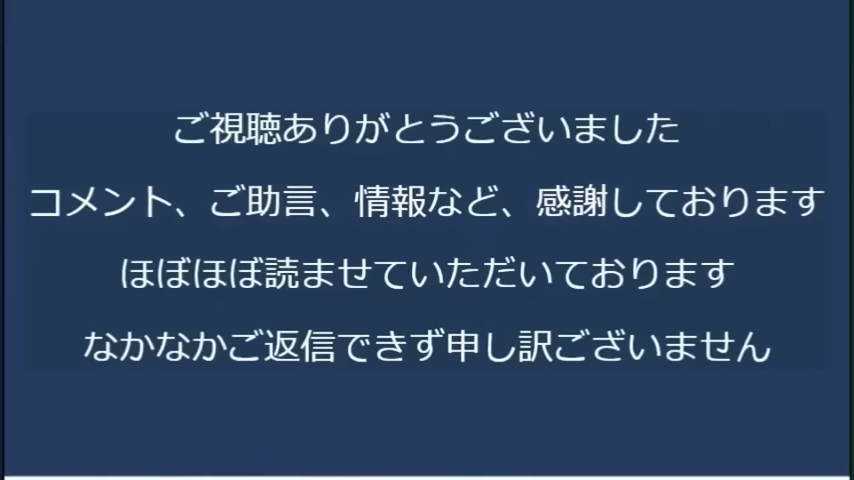 ご視聴ありがとうございました
コメント、ご助言、情報など、感謝しております
ほぼほぼ読ませていただいております
なかなかご返信できず申し訳ございません